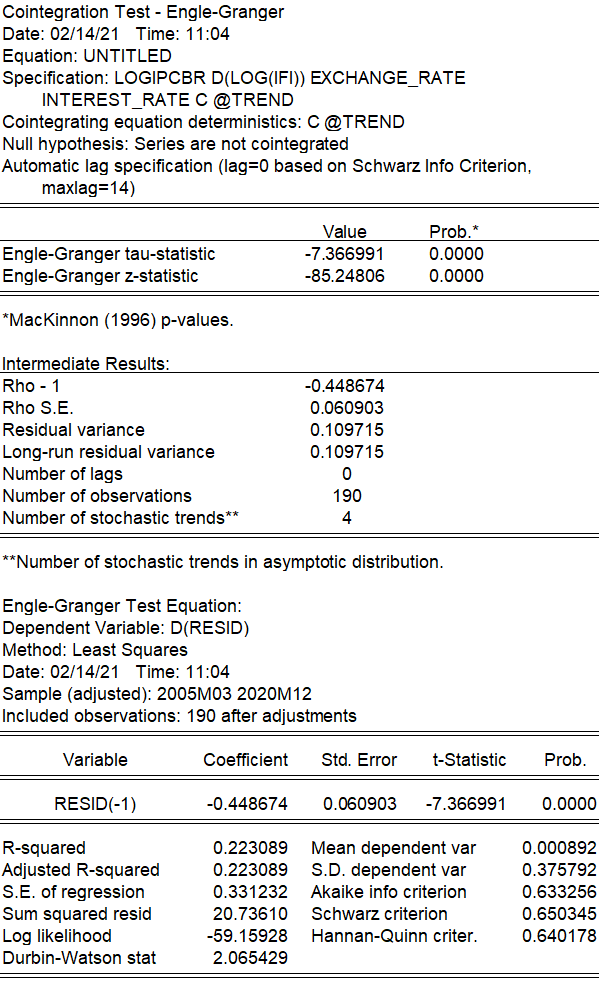 Cointegration Test - Engle-Granger
Date: 02/14/21 Time: 11:04
Equation: UNTITLED
Specification: LOGIPCBR D(LOG(IFI)) EXCHANGE_RATE
INTEREST_RATE C @TREND
Cointegrating equation deterministics: C @TREND
Null hypothesis: Series are not cointegrated
Automatic lag specification (lag=0 based on Schwarz Info Criterion,
maxlag=14)
Value Prob.*
Engle-Granger tau-statistic -7.366991 0.0000
Engle-Granger z-statistic -85.24806 0.0000
*MacKinnon (1996) p-values.
Intermediate Results:
Rho - 1 -0.448674
Rho S.E. 0.060903
Residual variance 0.109715
Long-run residual variance 0.109715
Number of lags 0
Number of observations 190
Number of stochastic trends** 4
**Number of stochastic trends in asymptotic distribution.
Engle-Granger Test Equation:
Dependent Variable: D(RESID)
Method: Least Squares
Date: 02/14/21 Time: 11:04
Sample (adjusted): 2005M03 2020M12
Included observations: 190 after adjustments
Variable Coefficient Std. Error t-Statistic Prob.
RESID(-1) -0.448674 0.060903 -7.366991 0.0000
R-squared 0.223089 Mean dependent var 0.000892
Adjusted R-squared 0.223089 S.D. dependent var 0.375792
S.E. of regression 0.331232 Akaike info criterion 0.633256
Sum squared resid 20.73610 Schwarz criterion 0.650345
Log likelihood -59.15928 Hannan-Quinn criter. 0.640178
Durbin-Watson stat 2.065429